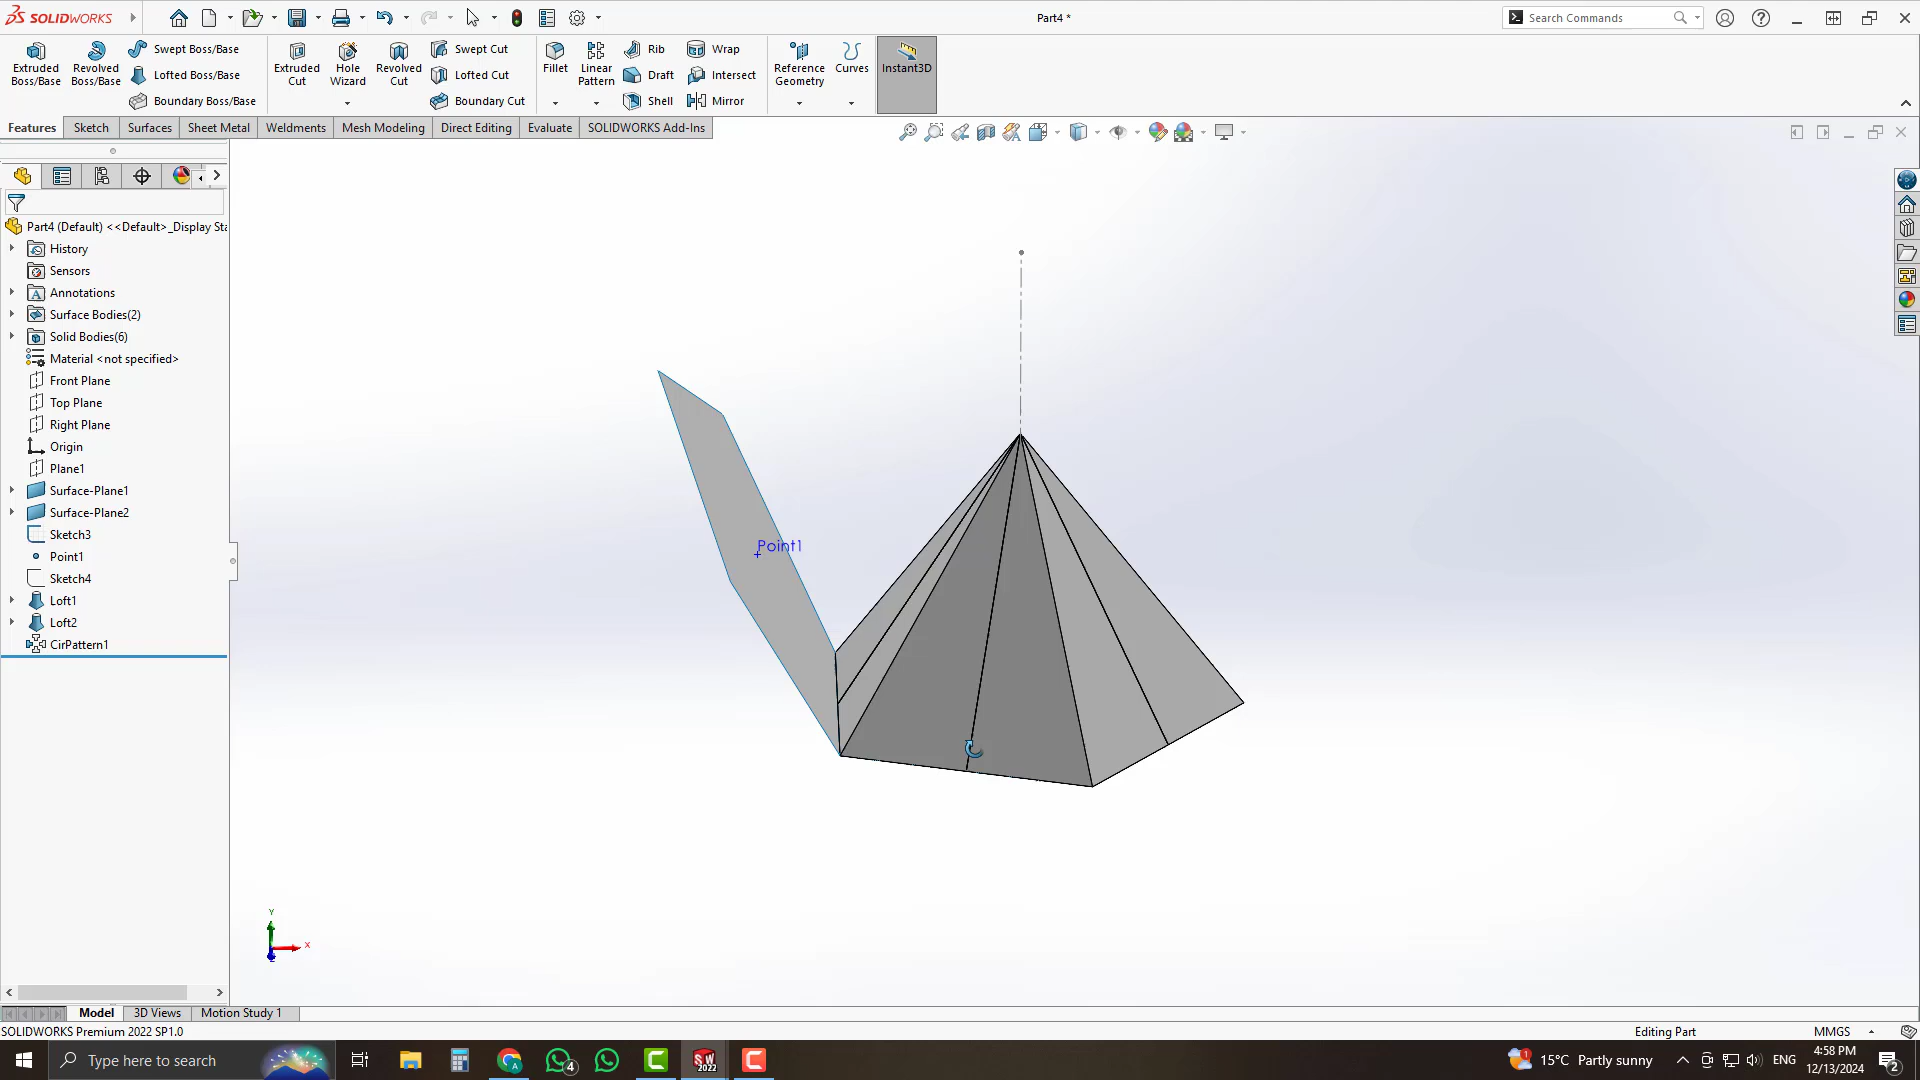 SOLIDWORKS
Part4 *
Search Commands
Extruded Boss/Base
Revolved Boss/Base
Swept Boss/Base
Lofted Boss/Base
Boundary Boss/Base
Extruded Cut
Hole Wizard
Revolved Cut
Swept Cut
Lofted Cut
Boundary Cut
Fillet
Linear Pattern
Rib
Draft
Shell
Wrap
Intersect
Mirror
Reference Geometry
Curves
Instant3D
Features
Sketch
Surfaces
Sheet Metal
Weldments
Mesh Modeling
Direct Editing
Evaluate
SOLIDWORKS Add-Ins
Part4 (Default) <<Default>_Display Sta
History
Sensors
Annotations
Surface Bodies(2)
Solid Bodies(6)
Material <not specified>
Front Plane
Top Plane
Right Plane
Origin
Plane1
Surface-Plane1
Surface-Plane2
Sketch3
Point1
Sketch4
Loft1
Loft2
CirPattern1
Point1
Y
X
Z
Model
3D Views
Motion Study 1
SOLIDWORKS Premium 2022 SP1.0
Editing Part
MMGS
Type here to search
4
SW
2022
1
15°C Partly sunny
ENG
4:58 PM
12/13/2024
2